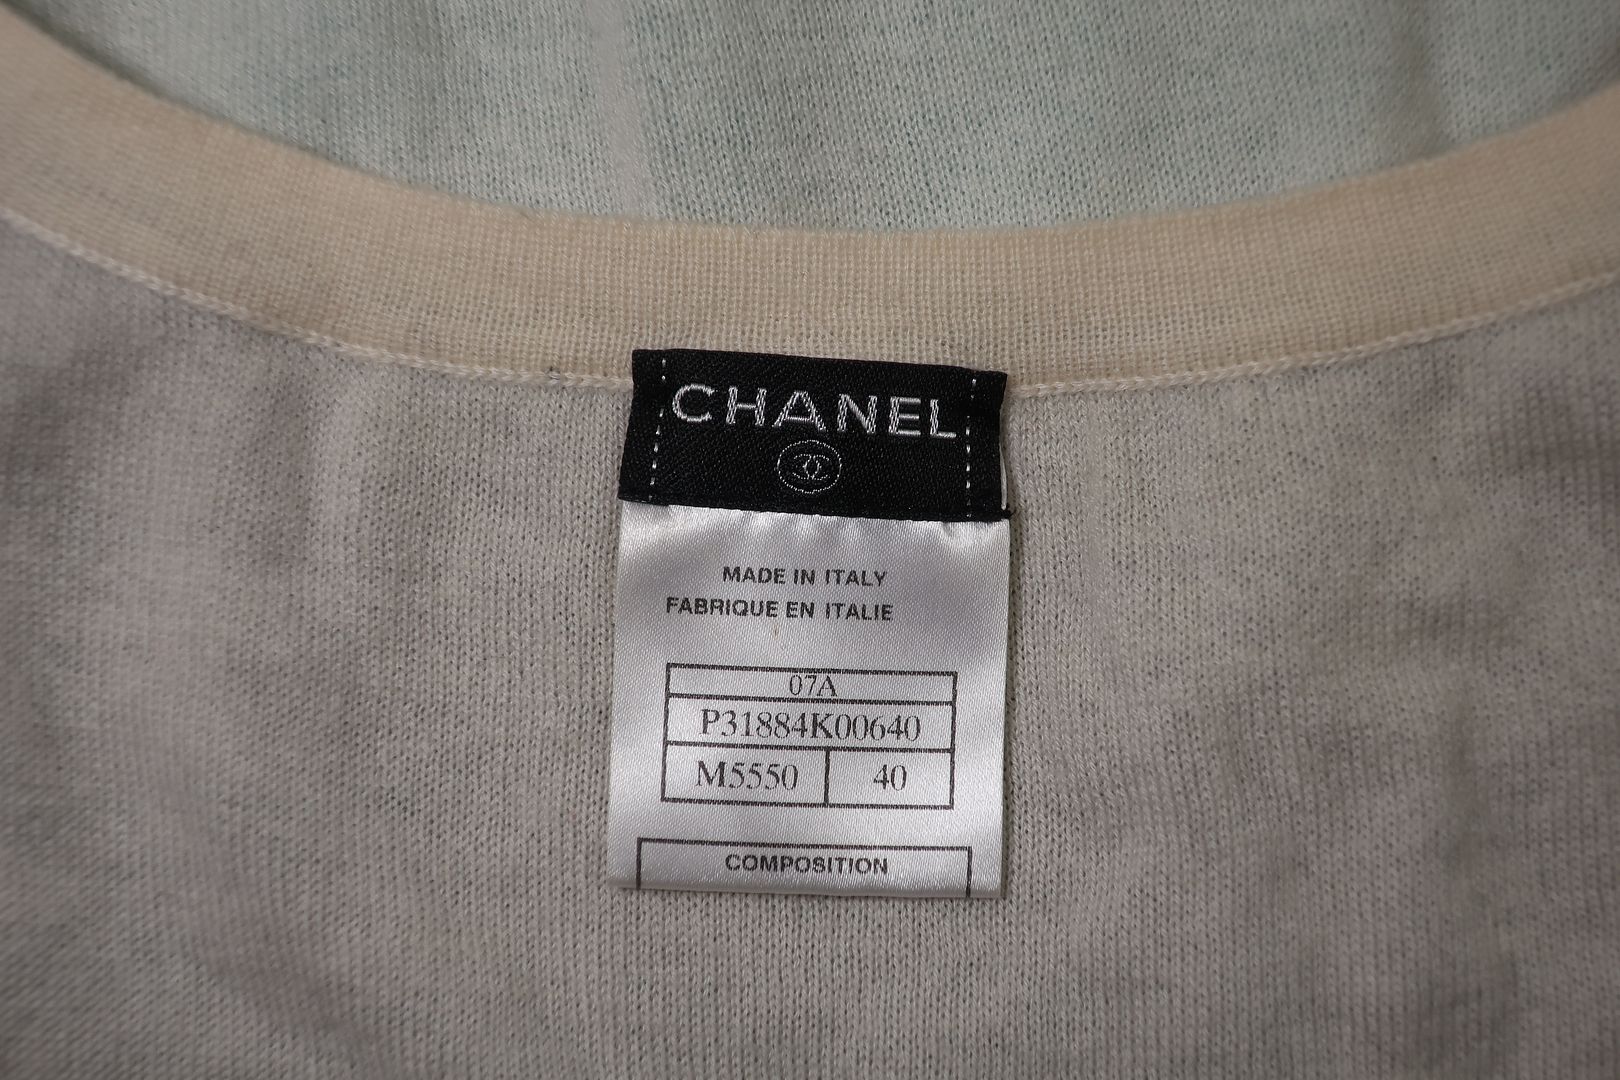 CHANEL
MADE IN ITALY
FABRIQUE EN ITALIE
07A
P31884K00640
M5550 40
COMPOSITION